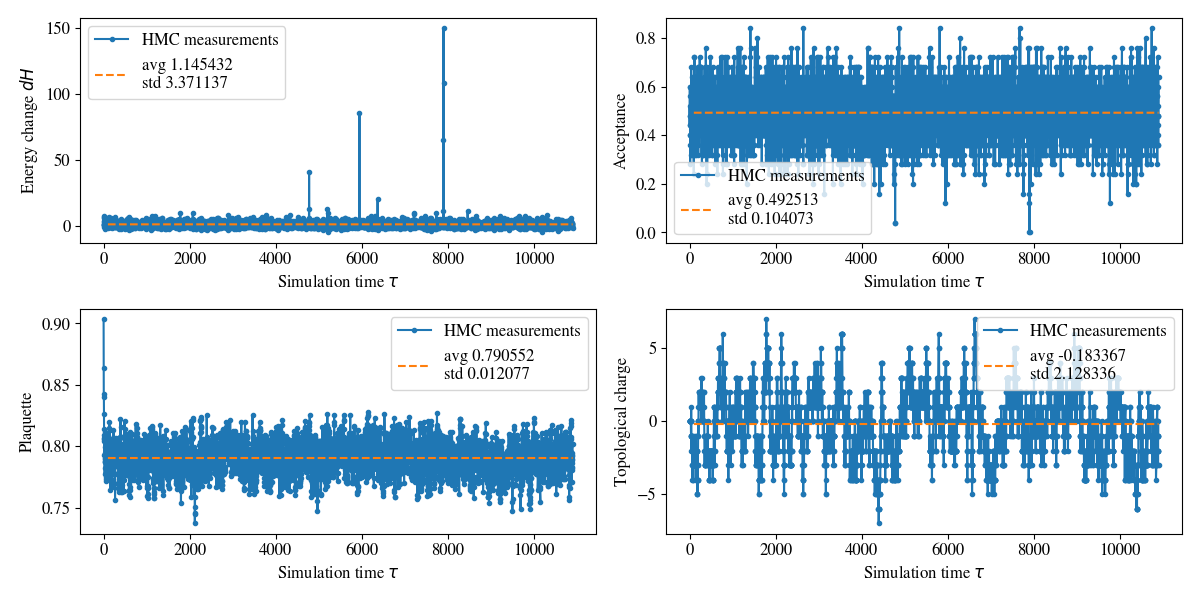 150
100
50
0
Energy change dH
HMC measurements
avg 1.145432
std 3.371137
0 2000 4000 6000 8000 10000
Simulation time τ
0.8
0.6
0.4
0.2
0.0
Acceptance
HMC measurements
avg 0.492513
std 0.104073
0 2000 4000 6000 8000 10000
Simulation time τ
0.90
0.85
0.80
0.75
Plaquette
HMC measurements
avg 0.790552
std 0.012077
0 2000 4000 6000 8000 10000
Simulation time τ
5
0
−5
Topological charge
HMC measurements
avg -0.183367
std 2.128336
0 2000 4000 6000 8000 10000
Simulation time τ